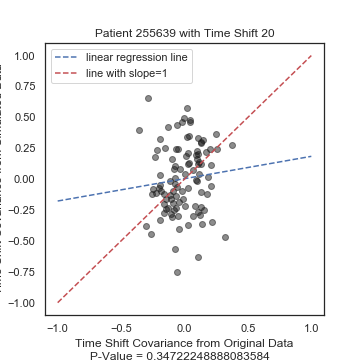 Patient 255639 with Time Shift 20
linear regression line
line with slope=1
1.00
0.75
0.50
0.25
0.00
−0.25
−0.50
−0.75
−1.00
−1.0 −0.5 0.0 0.5 1.0
Time Shift Covariance from Original Data
P-Value = 0.34722248888083584